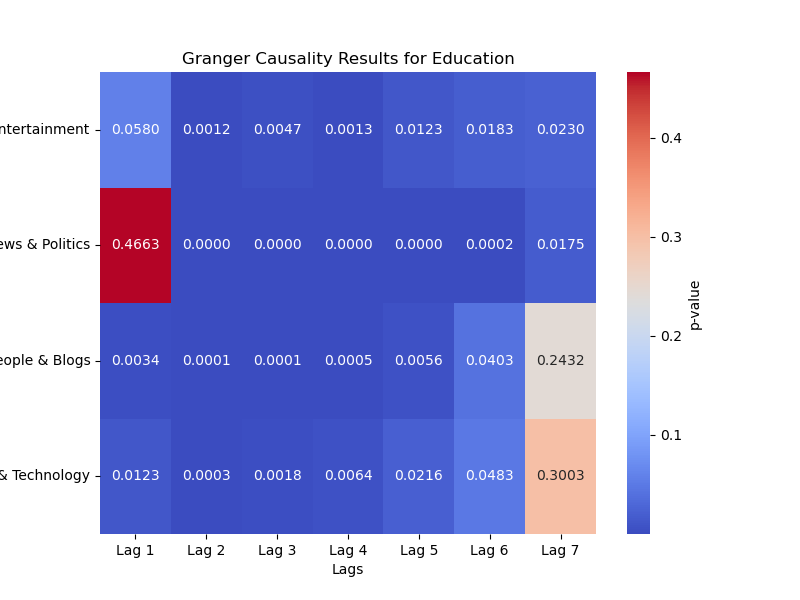 Granger Causality Results for Education
ntertainment 0.0580 0.0012 0.0047 0.0013 0.0123 0.0183 0.0230
ews & Politics 0.4663 0.0000 0.0000 0.0000 0.0000 0.0002 0.0175
eople & Blogs 0.0034 0.0001 0.0001 0.0005 0.0056 0.0403 0.2432
& Technology 0.0123 0.0003 0.0018 0.0064 0.0216 0.0483 0.3003
Lag 1 Lag 2 Lag 3 Lag 4 Lag 5 Lag 6 Lag 7
Lags
0.4
0.3
0.2
0.1
p-value